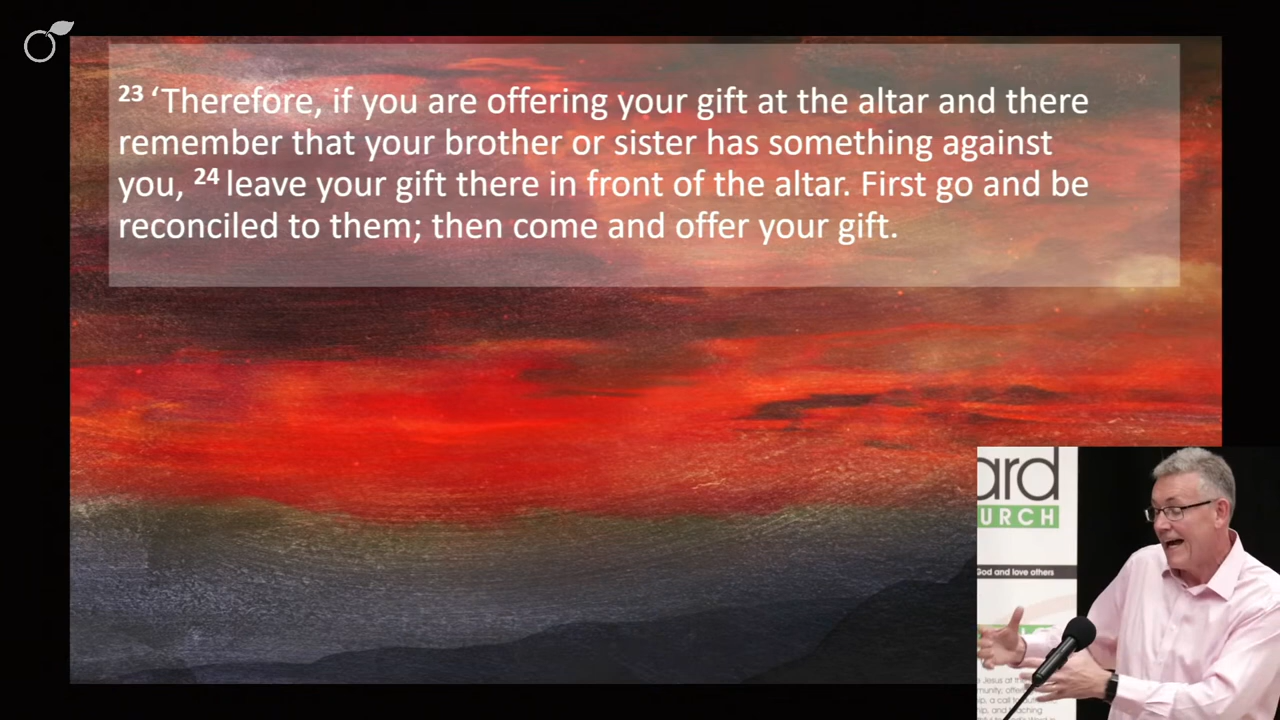 23 ‘Therefore, if you are offering your gift at the altar and there
remember that your brother or sister has something against
you, 24 leave your gift there in front of the altar. First go and be
reconciled to them; then come and offer your gift.
ard
URCH
God and love others